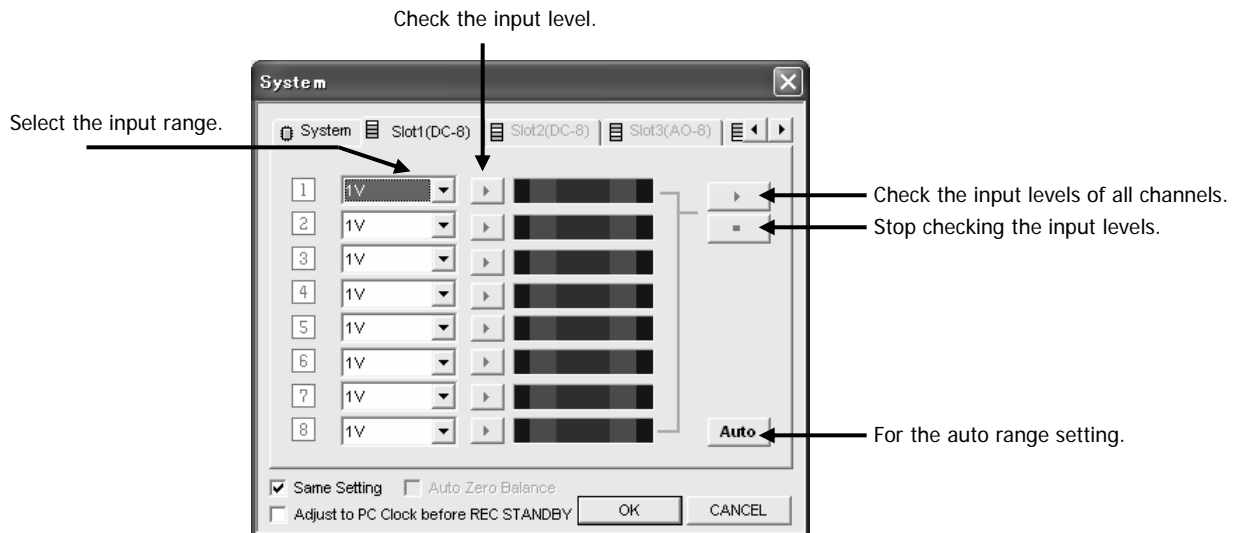 Check the input level.
System
Select the input range.
System Slot1(DC-8) Slot2(DC-8) Slot3(AO-8)
1 1V
Check the input levels of all channels.
2 1V
Stop checking the input levels.
3 1V
4 1V
5 1V
6 1V
7 1V
8 1V
Auto
For the auto range setting.
Same Setting Auto Zero Balance
Adjust to PC Clock before REC STANDBY OK CANCEL